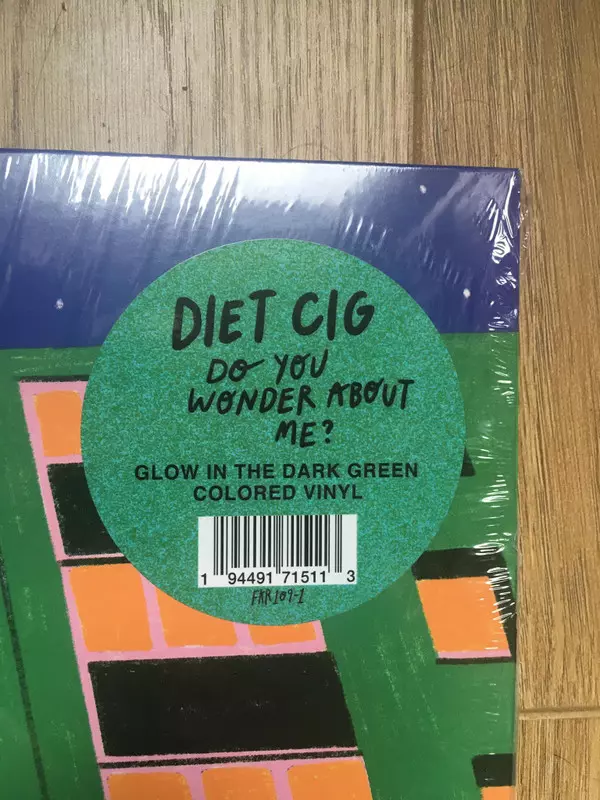 DIET CIG
DO YOU
WONDER ABOUT
ME?
GLOW IN THE DARK GREEN
COLORED VINYL
1 94491 71511 3
FKR109-1